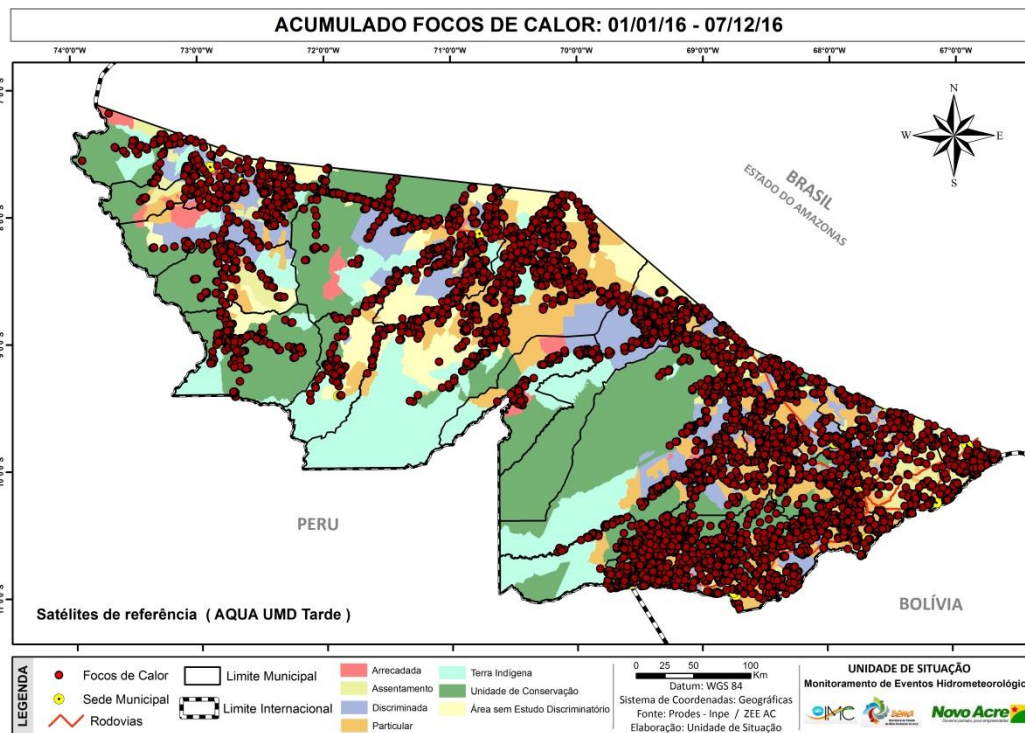 ACUMULADO FOCOS DE CALOR: 01/01/16 - 07/12/16
74°0'0"W 73°0'0"W 72°0'0"W 71°0'0"W 70°0'0"W 69°0'0"W 68°0'0"W 67°0'0"W
N
W E
S
BRASIL
ESTADO DO AMAZONAS
PERU
BOLÍVIA
Satélites de referência ( AQUA UMD Tarde )
LEGENDA
Focos de Calor
Sede Municipal
Rodovias
Limite Municipal
Limite Internacional
Arrecadada
Assentamento
Discriminada
Particular
Terra Indígena
Unidade de Conservação
Área sem Estudo Discriminatório
0 25 50 100
Km
Datum: WGS 84
Sistema de Coordenadas: Geográficas
Fonte: Prodes - Inpe / ZEE AC
Elaboração: Unidade de Situação
UNIDADE DE SITUAÇÃO
Monitoramento de Eventos Hidrometeorológic
IMC
Sema
Novo Acre